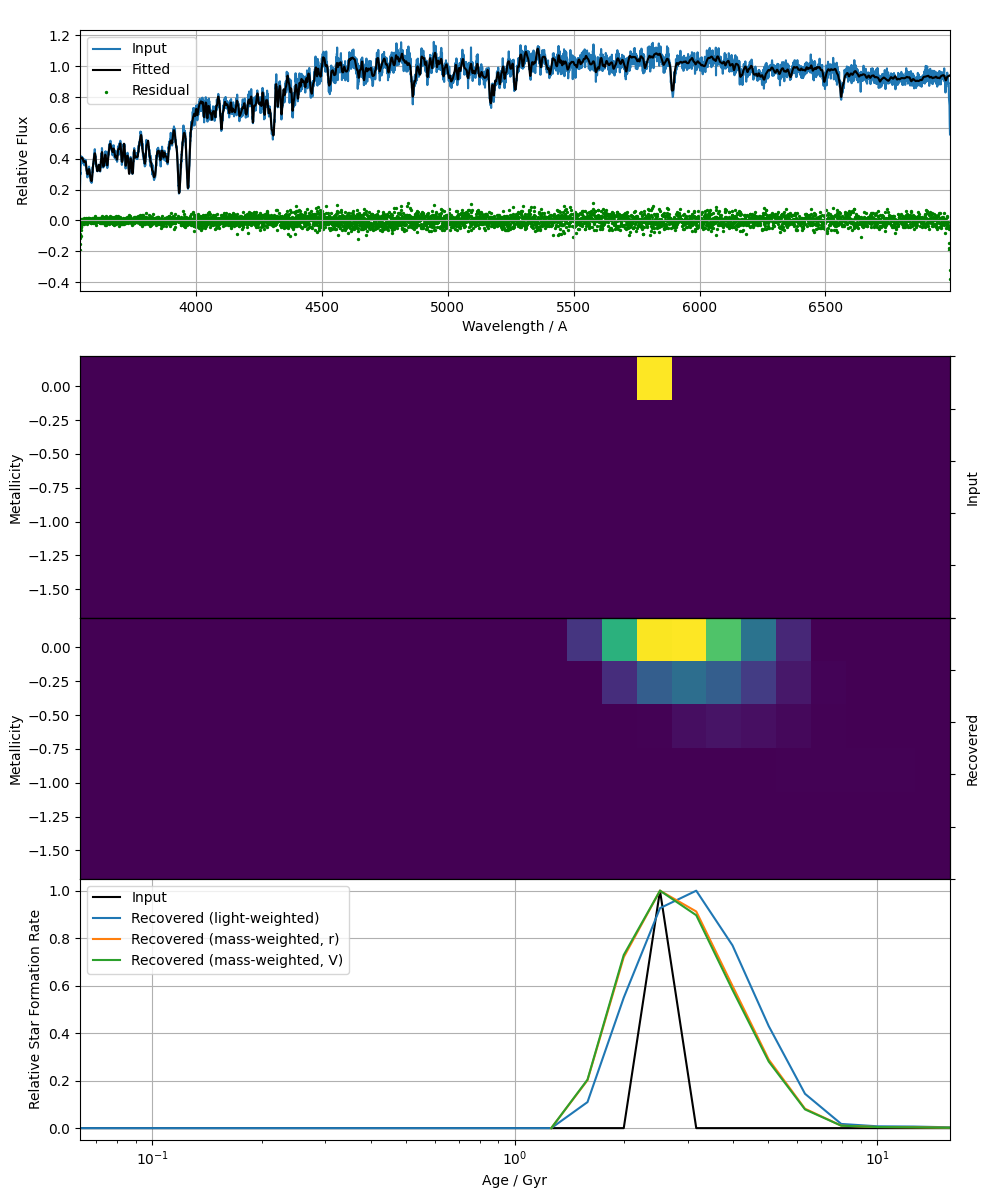 1.2
1.0
0.8
0.6
0.4
0.2
0.0
−0.2
−0.4
Relative Flux
Input
Fitted
Residual
4000
4500
5000
5500
6000
6500
Wavelength / A
0.00
−0.25
−0.50
−0.75
−1.00
−1.25
−1.50
Metallicity
Input
0.00
−0.25
−0.50
−0.75
−1.00
−1.25
−1.50
Metallicity
Recovered
1.0
0.8
0.6
0.4
0.2
0.0
Relative Star Formation Rate
Input
Recovered (light-weighted)
Recovered (mass-weighted, r)
Recovered (mass-weighted, V)
10⁻¹
10⁰
10¹
Age / Gyr